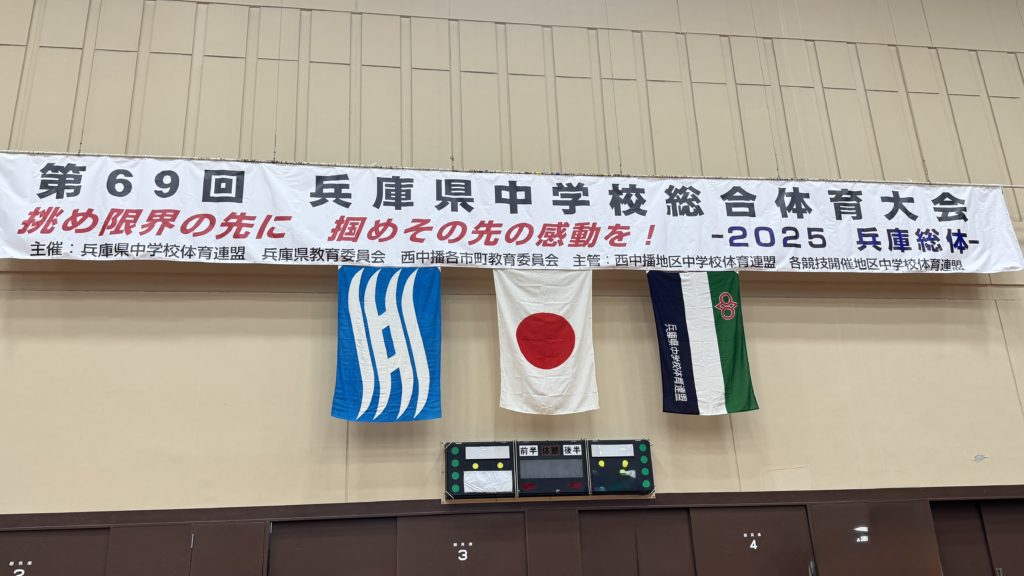 第69回 兵庫県中学校総合体育大会
挑め限界の先に 掴めその先の感動を！ -2025 兵庫総体-
主催：兵庫県中学校体育連盟 兵庫県教育委員会 西中播各市町教育委員会 主管：西中播地区中学校体育連盟 各競技開催地区中学校体育連盟
兵庫県中学校体育連盟
前半 休憩 後半
2
3
4